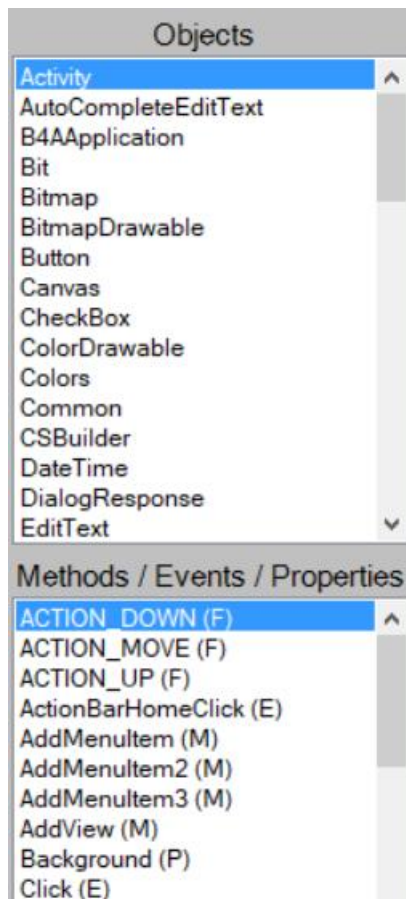 Objects
Activity
AutoCompleteEditText
B4AApplication
Bit
Bitmap
BitmapDrawable
Button
Canvas
CheckBox
ColorDrawable
Colors
Common
CSBuilder
DateTime
DialogResponse
EditText
Methods / Events / Properties
ACTION_DOWN (F)
ACTION_MOVE (F)
ACTION_UP (F)
ActionBarHomeClick (E)
AddMenuItem (M)
AddMenuItem2 (M)
AddMenuItem3 (M)
AddView (M)
Background (P)
Click (E)